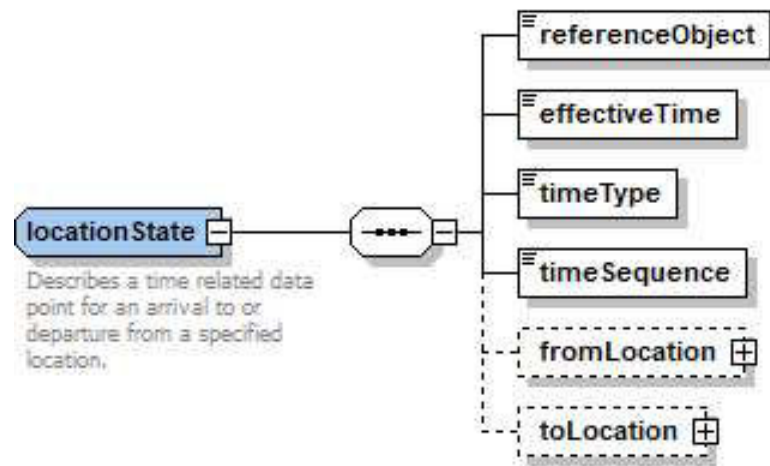 referenceObject
effectiveTime
timeType
locationState
timeSequence
Describes a time related data
point for an arrival to or
departure from a specified
location.
fromLocation
toLocation